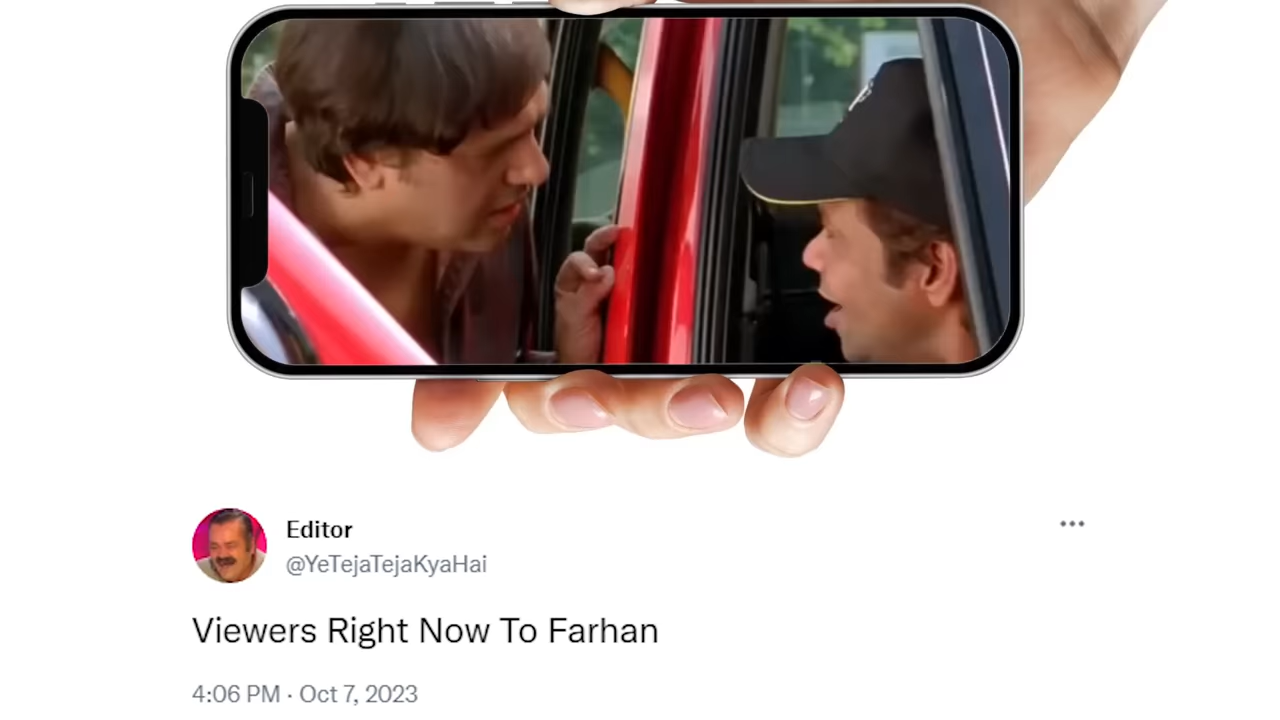 Editor
@YeTejaTejaKyaHai
Viewers Right Now To Farhan
4:06 PM · Oct 7, 2023